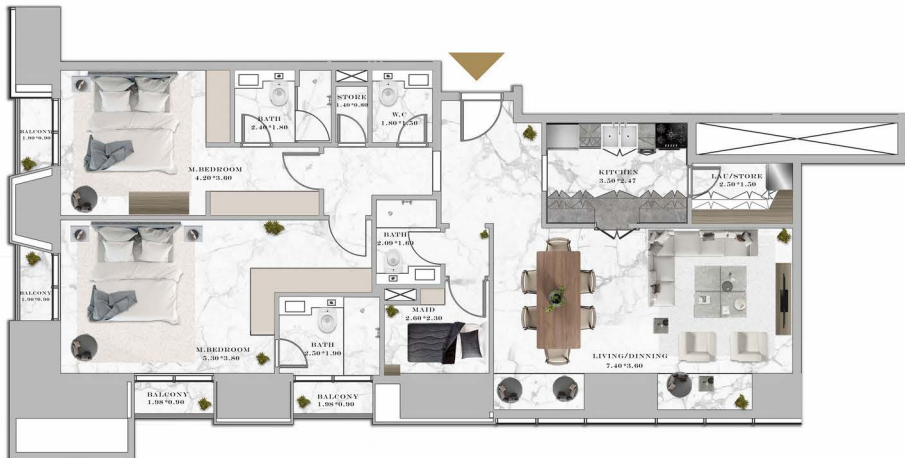 BALCONY
1.90*0.90
M.BEDROOM
4.20*3.60
BATH
2.40*1.80
STORE
1.40*0.60
W.C
1.80*1.50
KITCHEN
3.50*2.47
LAU/STORE
2.50*1.50
BALCONY
1.90*0.90
M.BEDROOM
5.30*3.80
BATH
2.09*1.60
MAID
2.60*2.30
BATH
2.50*1.90
LIVING/DINNING
7.40*3.60
BALCONY
1.98*0.90
BALCONY
1.98*0.90